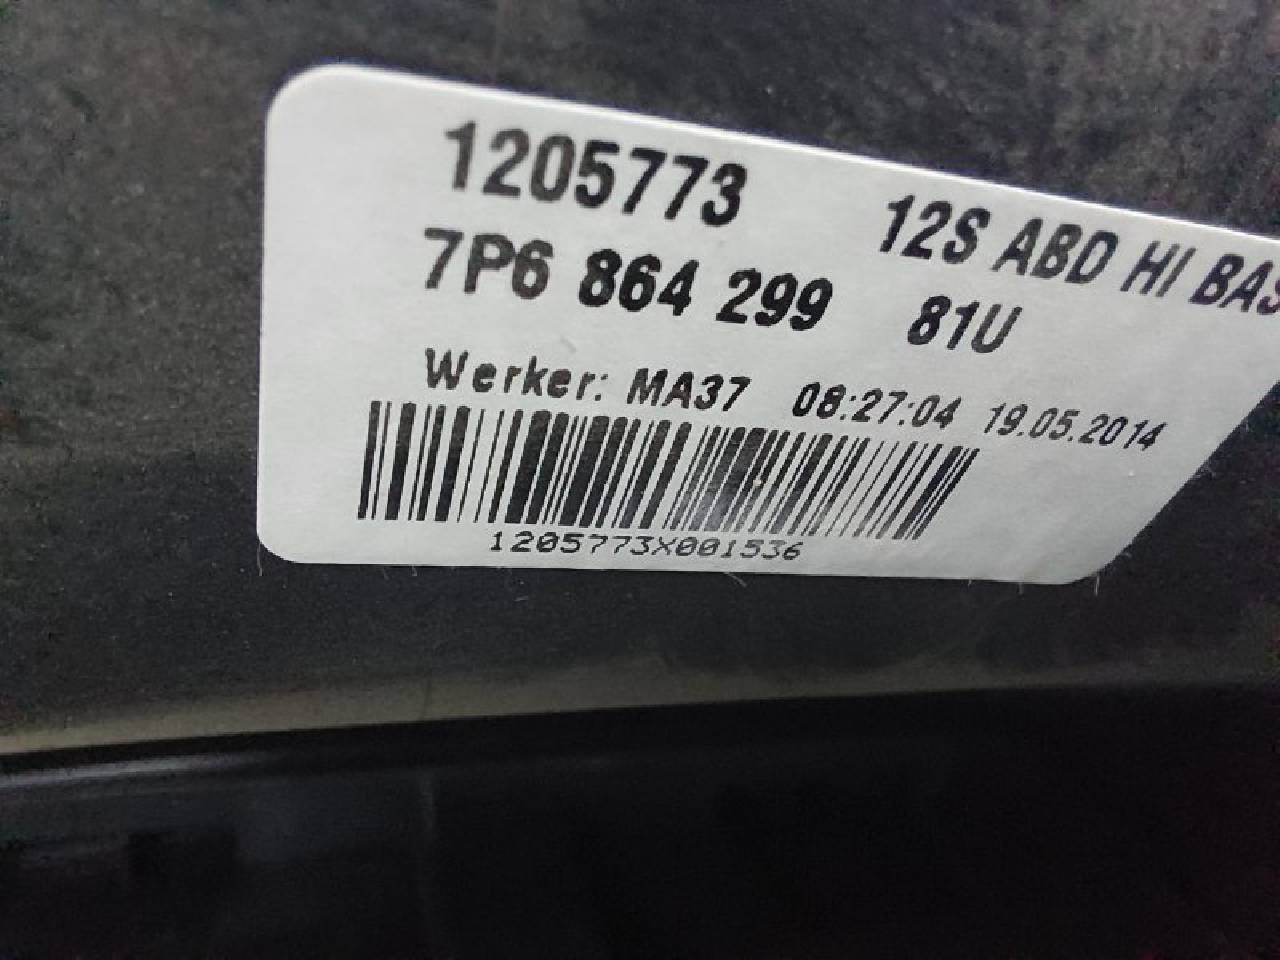 1205773 12S ABD HI BAS
7P6 864 299 81U
Werker: MA37 08:27:04 19.05.2014
1205773X001536